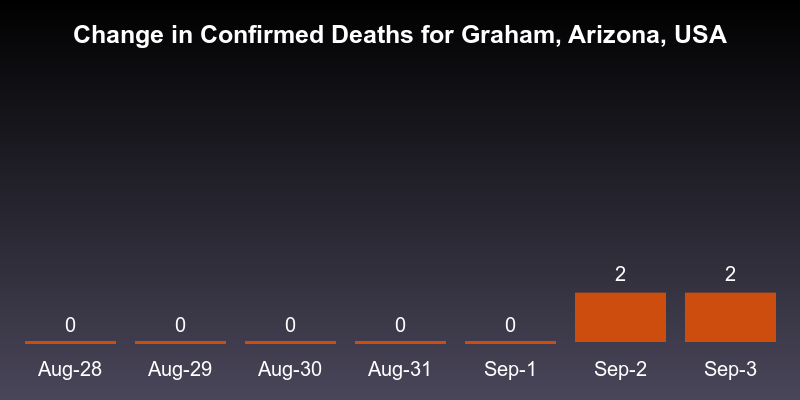 Change in Confirmed Deaths for Graham, Arizona, USA
0 0 0 0 0 2 2
Aug-28 Aug-29 Aug-30 Aug-31 Sep-1 Sep-2 Sep-3